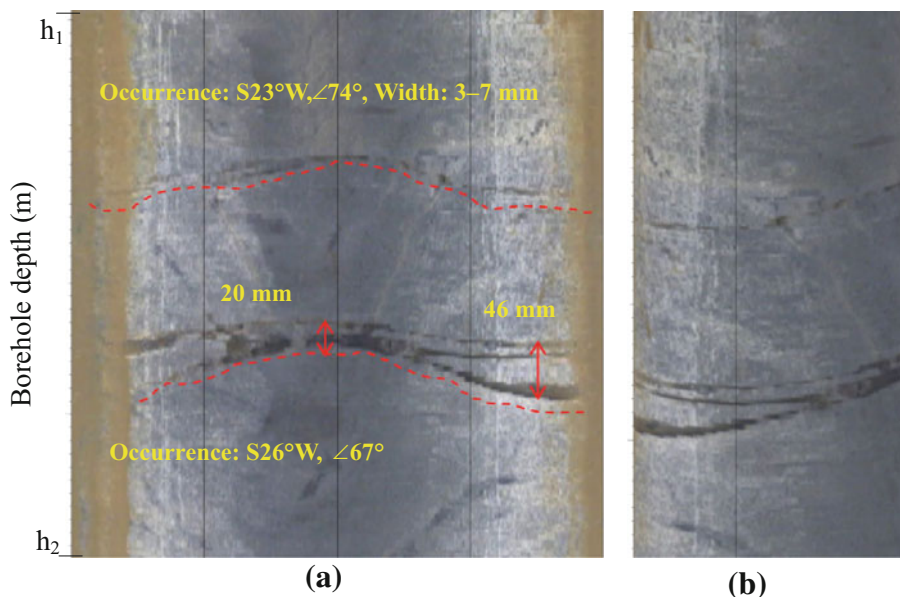 h₁
Occurrence: S23°W,∠74°, Width: 3–7 mm
20 mm
46 mm
Borehole depth (m)
Occurrence: S26°W, ∠67°
h₂
(a)
(b)